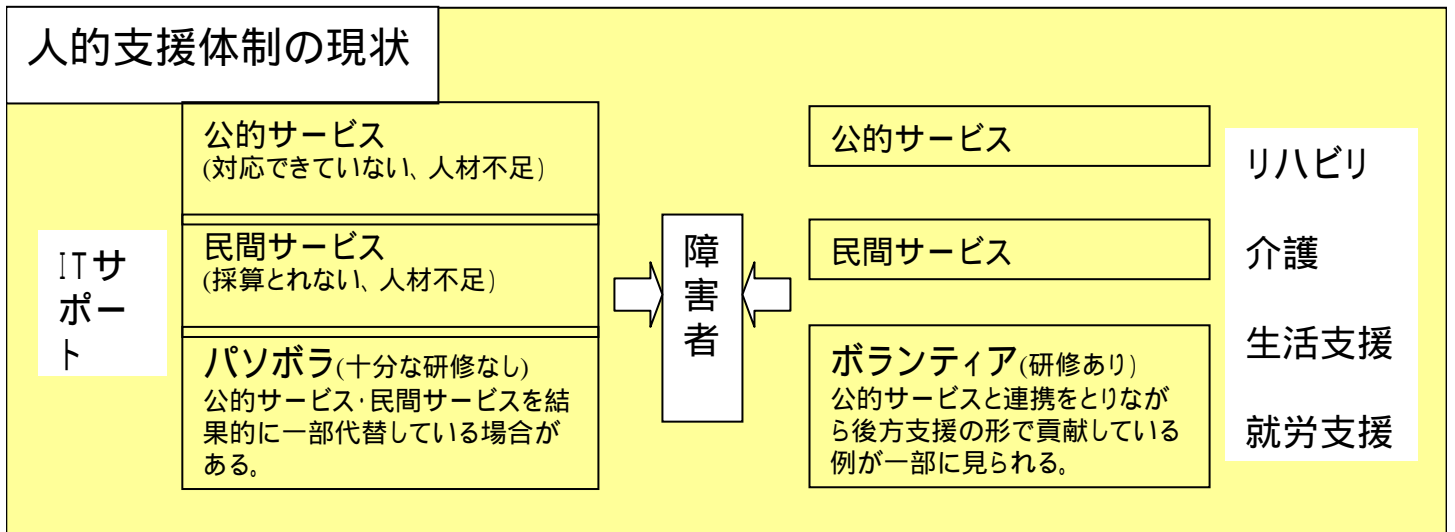 人的支援体制の現状
ITサ
ポー
ト
公的サービス
(対応できていない、人材不足)
民間サービス
(採算とれない、人材不足)
パソボラ(十分な研修なし)
公的サービス・民間サービスを結
果的に一部代替している場合が
ある。
障
害
者
公的サービス
民間サービス
ボランティア(研修あり)
公的サービスと連携をとりなが
ら後方支援の形で貢献している
例が一部に見られる。
リハビリ
介護
生活支援
就労支援